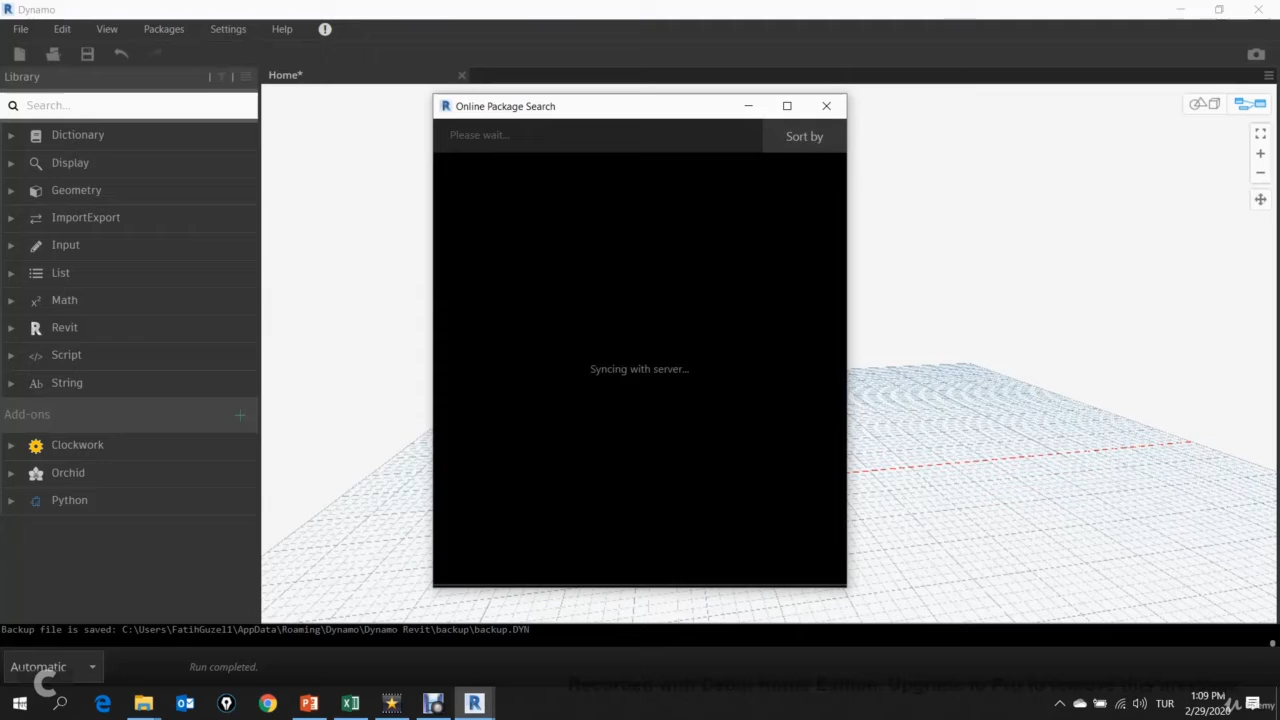 Dynamo
File Edit View Packages Settings Help
Library
Home*
Search...
Online Package Search
Please wait...
Sort by
Dictionary
Display
Geometry
ImportExport
Input
List
Math
Revit
Script
String
Syncing with server...
Add-ons
Clockwork
Orchid
Python
Backup file is saved: C:\Users\FatihGuzel1\AppData\Roaming\Dynamo\Dynamo Revit\backup\backup.DYN
Automatic
Run completed.
TUR
1:09 PM
2/29/2020